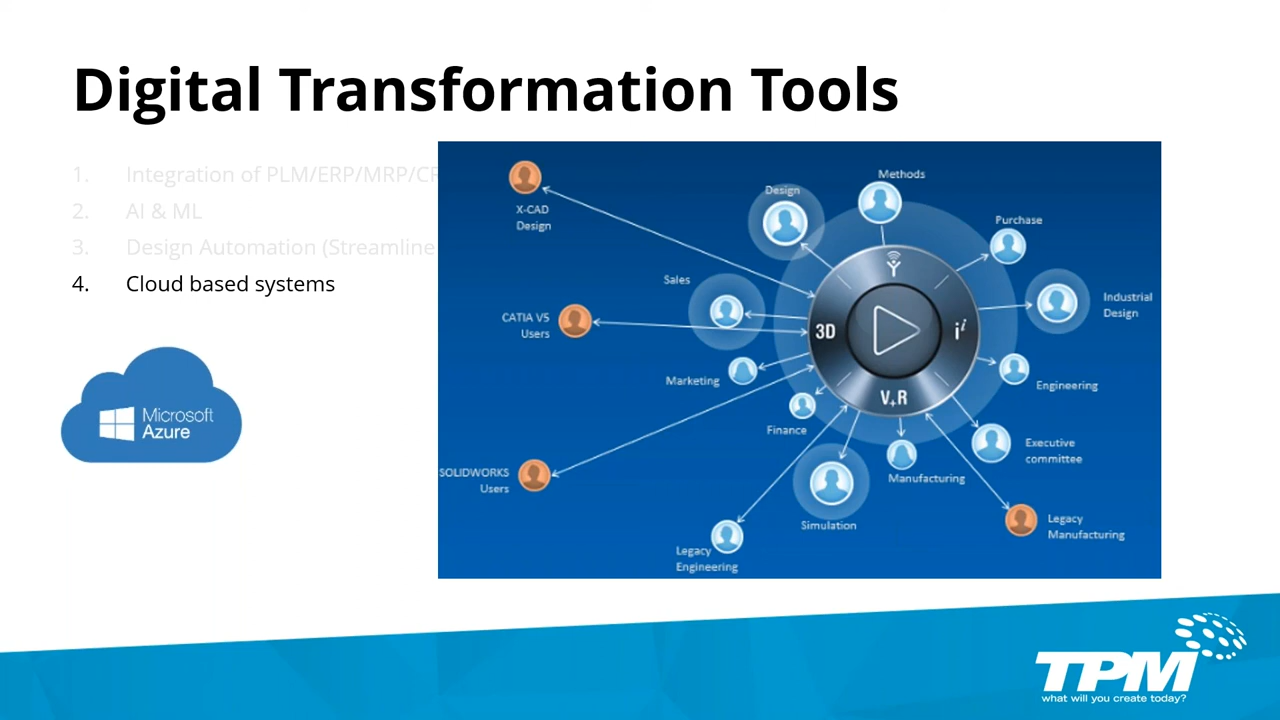 Digital Transformation Tools
1. Integration of PLM/ERP/MRP/CR
2. AI & ML
3. Design Automation (Streamline
4. Cloud based systems
Microsoft
Azure
X-CAD
Design
Design
Methods
Purchase
Sales
Industrial
Design
CATIA V5
Users
3D
i
i
V+R
Marketing
Engineering
Finance
Executive
committee
SOLIDWORKS
Users
Manufacturing
Simulation
Legacy
Manufacturing
Legacy
Engineering
TPM
what will you create today?